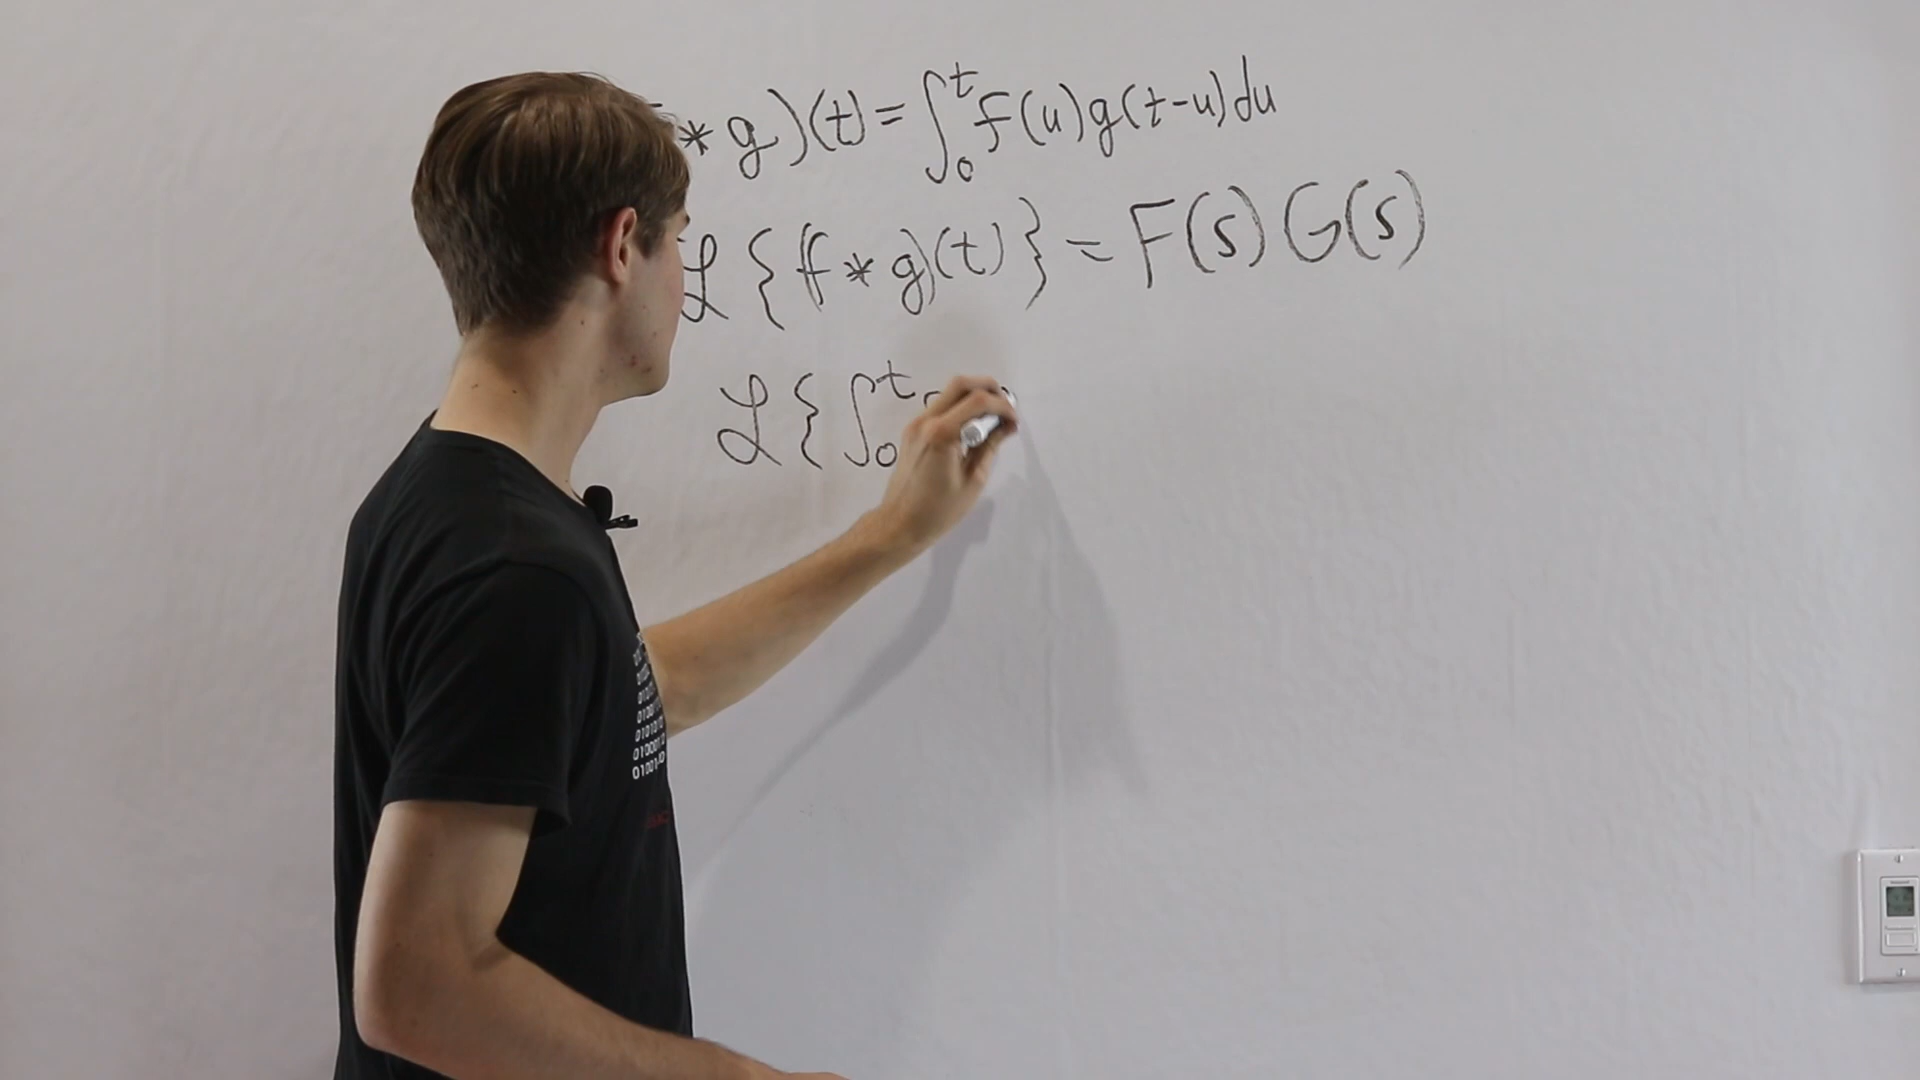 * g)(t) = ∫₀ᵗ f(u)g(t-u)du
ℒ{(f * g)(t)} = F(s)G(s)
ℒ{∫₀ᵗ